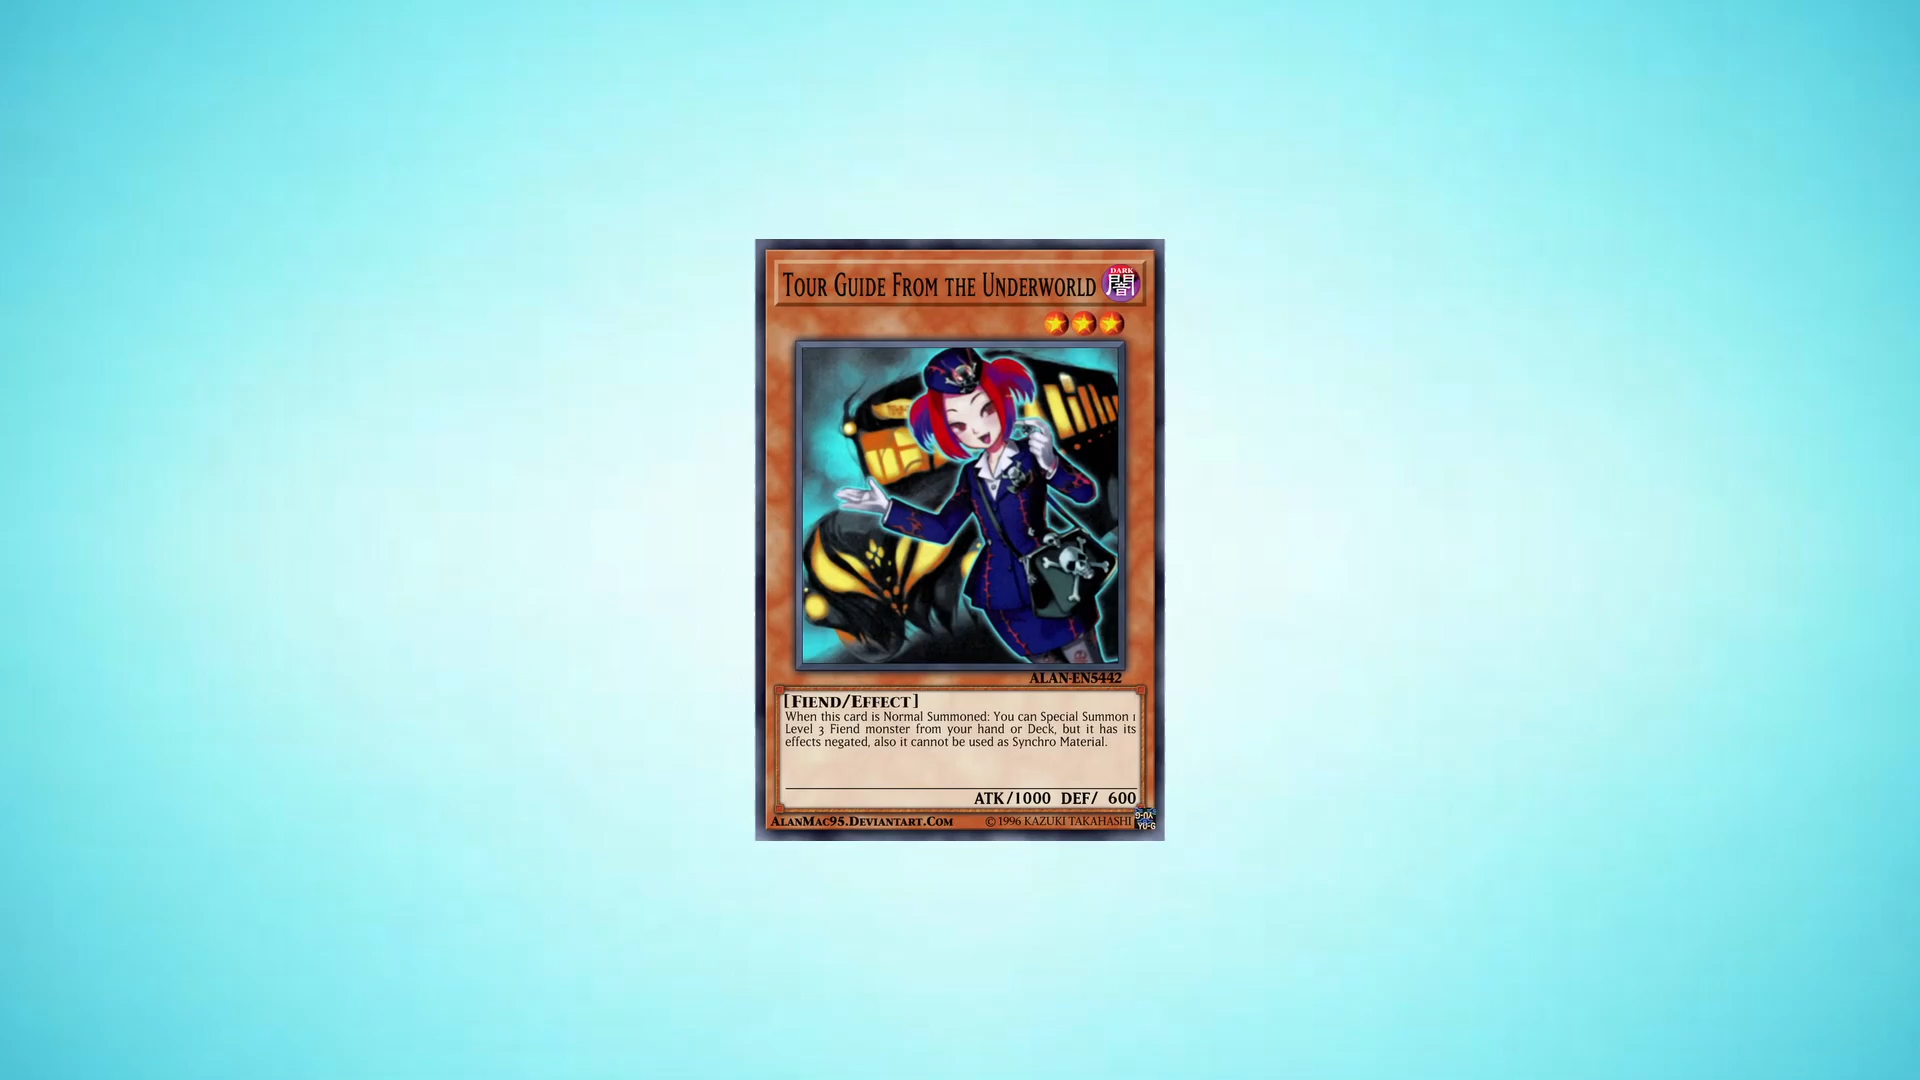 Tour Guide From the Underworld
DARK
闇
ALAN-EN5442
[Fiend/Effect]
When this card is Normal Summoned: You can Special Summon 1
Level 3 Fiend monster from your hand or Deck, but it has its
effects negated, also it cannot be used as Synchro Material.
ATK/1000 DEF/ 600
AlanMac95.Deviantart.Com
©1996 KAZUKI TAKAHASHI